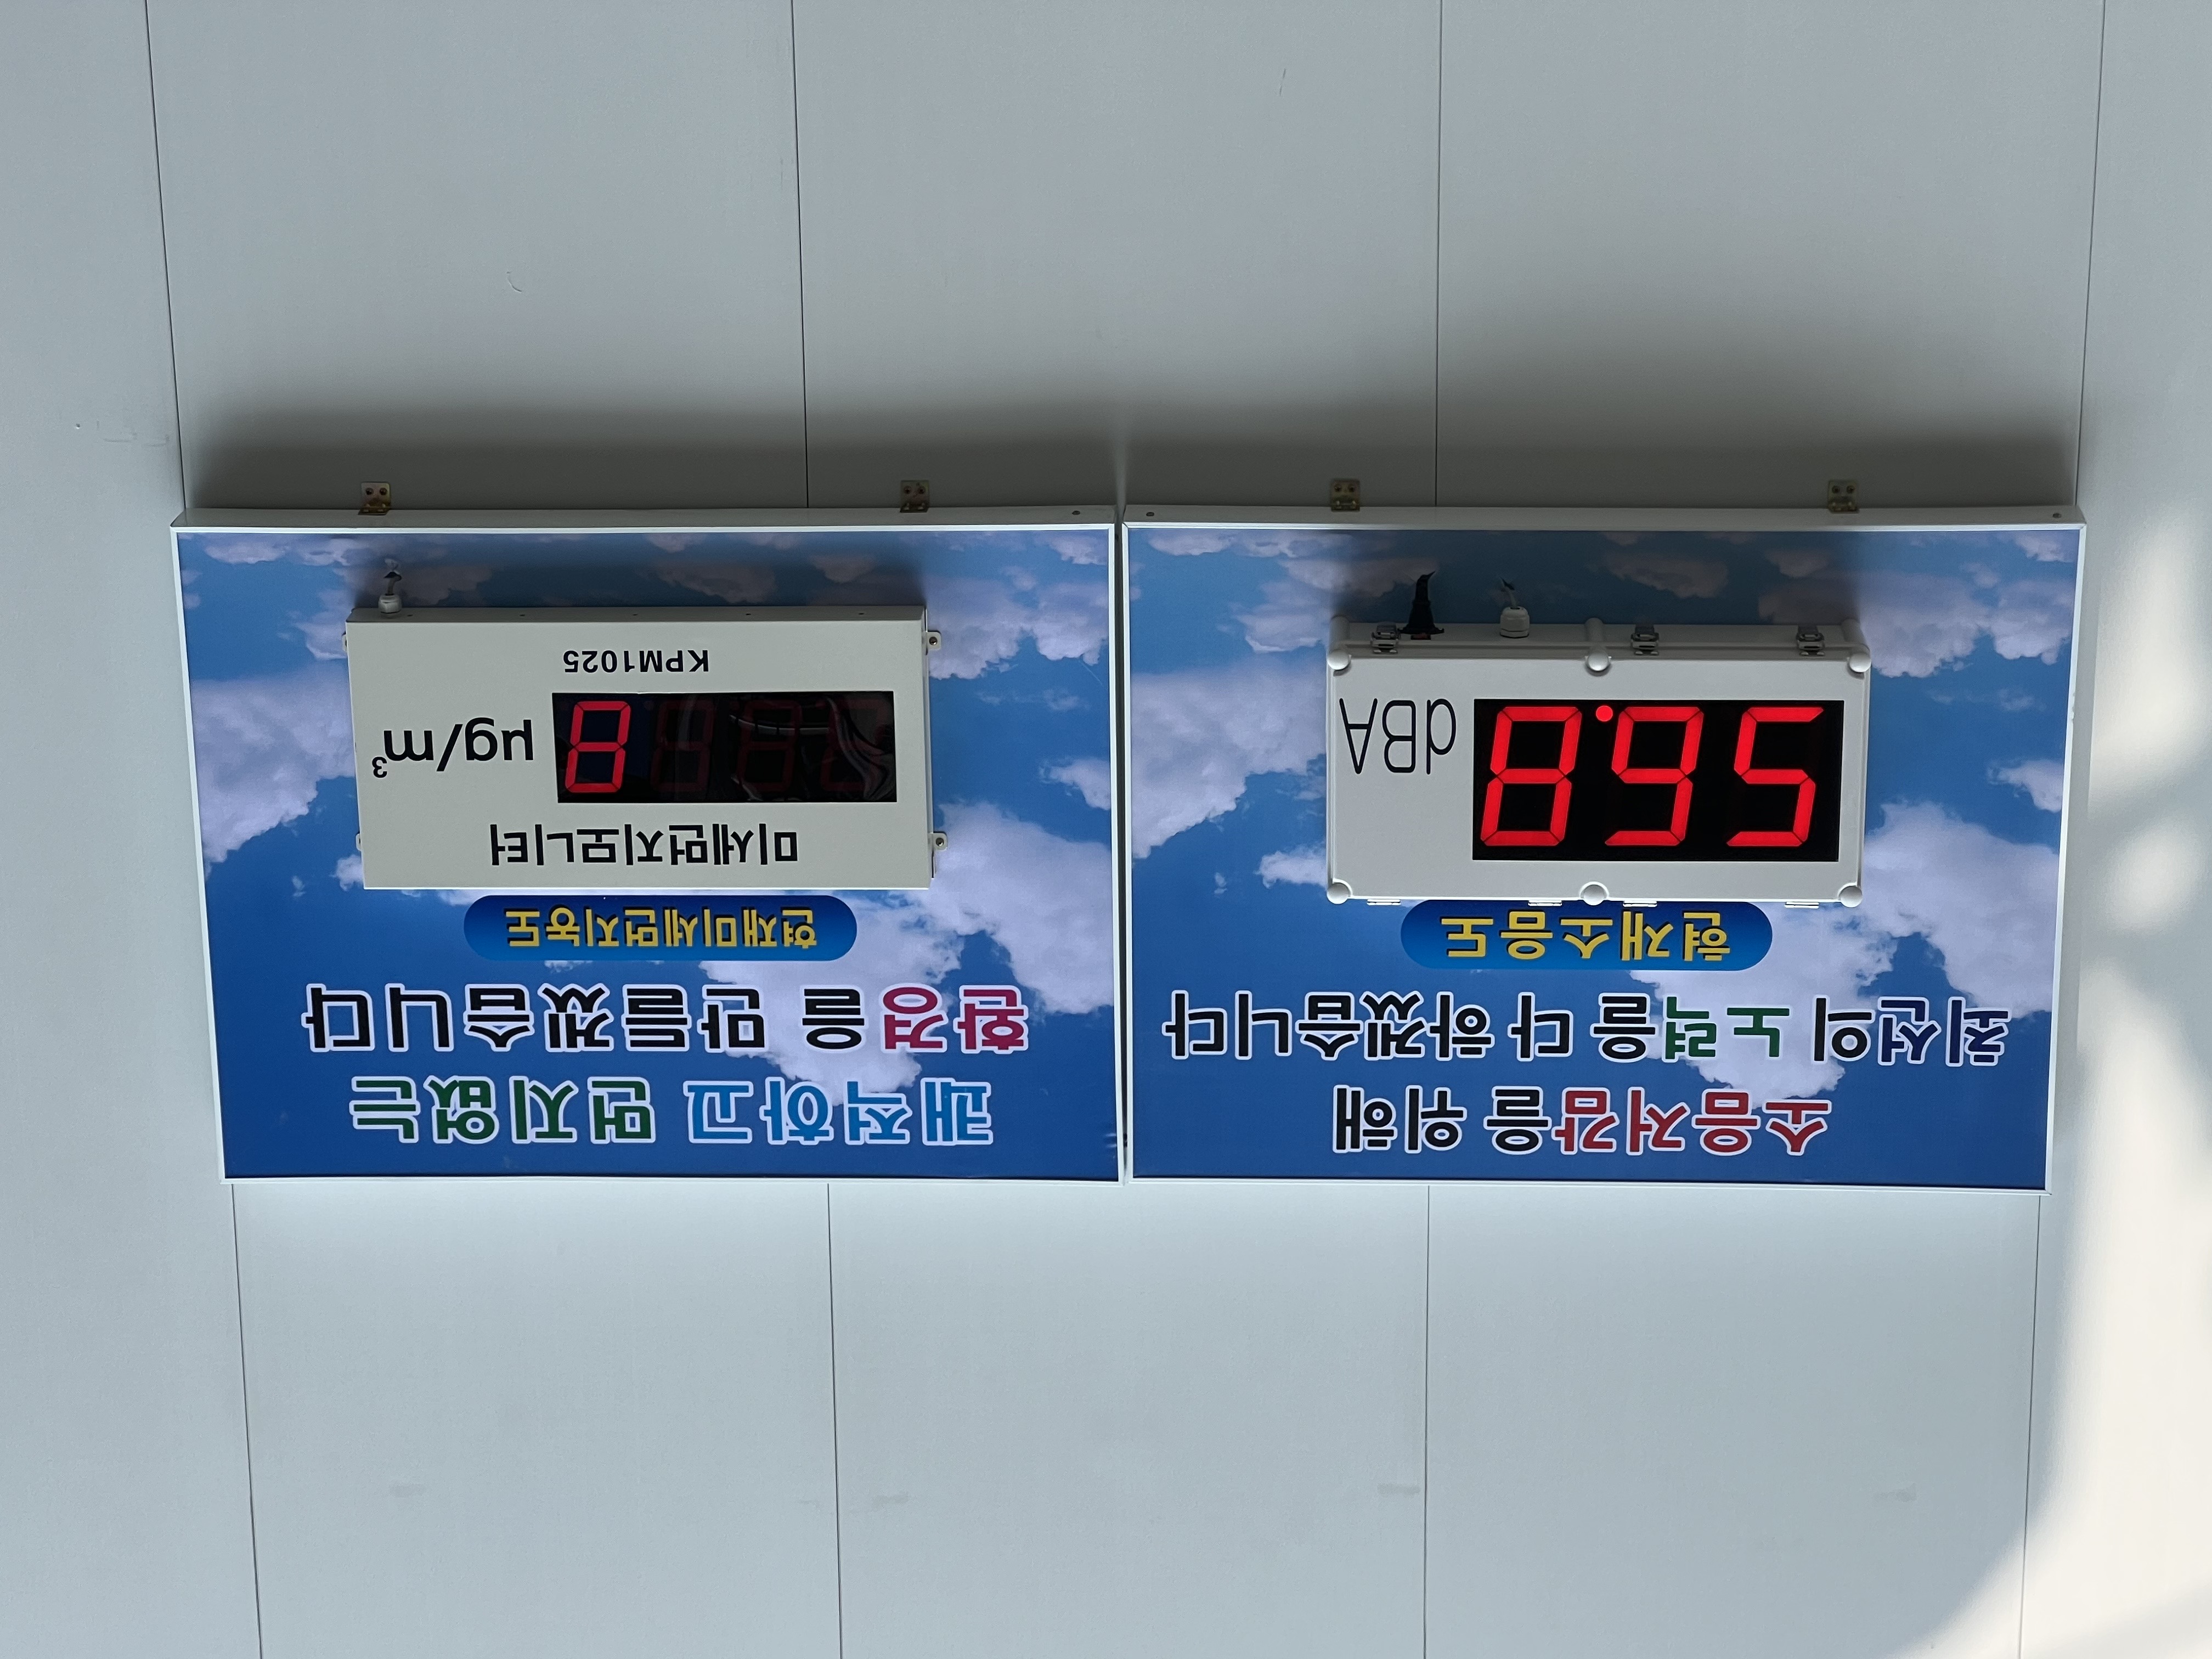 소음저감을 위해
최선의 노력을 다 하겠습니다
현재소음도
56.8 dBA
쾌적하고 먼지없는
환경을 만들겠습니다
현재미세먼지농도
미세먼지모니터
8 µg/m³
KPM1025